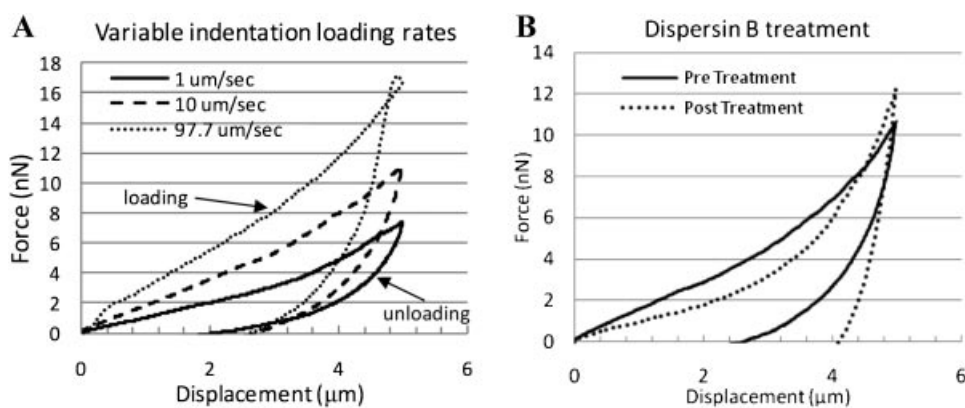 A
Variable indentation loading rates
18
16
14
12
10
8
6
4
2
0
Force (nN)
1 um/sec
10 um/sec
97.7 um/sec
loading
unloading
0 2 4 6
Displacement (μm)
B
Dispersin B treatment
14
12
10
8
6
4
2
0
Force (nN)
Pre Treatment
Post Treatment
0 2 4 6
Displacement (μm)